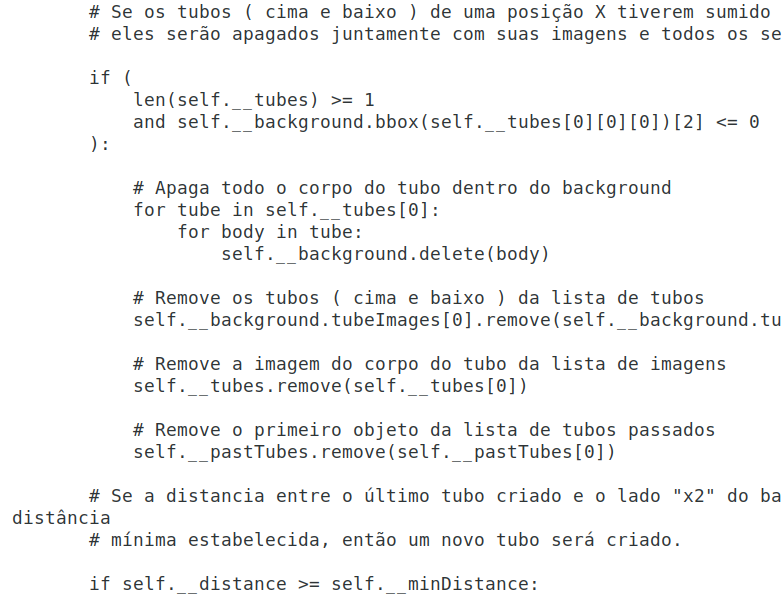 # Se os tubos ( cima e baixo ) de uma posição X tiverem sumido
# eles serão apagados juntamente com suas imagens e todos os se
if (
len(self.__tubes) >= 1
and self.__background.bbox(self.__tubes[0][0][0])[2] <= 0
):
# Apaga todo o corpo do tubo dentro do background
for tube in self.__tubes[0]:
for body in tube:
self.__background.delete(body)
# Remove os tubos ( cima e baixo ) da lista de tubos
self.__background.tubeImages[0].remove(self.__background.tu
# Remove a imagem do corpo do tubo da lista de imagens
self.__tubes.remove(self.__tubes[0])
# Remove o primeiro objeto da lista de tubos passados
self.__pastTubes.remove(self.__pastTubes[0])
# Se a distancia entre o último tubo criado e o lado "x2" do ba
distância
# mínima estabelecida, então um novo tubo será criado.
if self.__distance >= self.__minDistance: